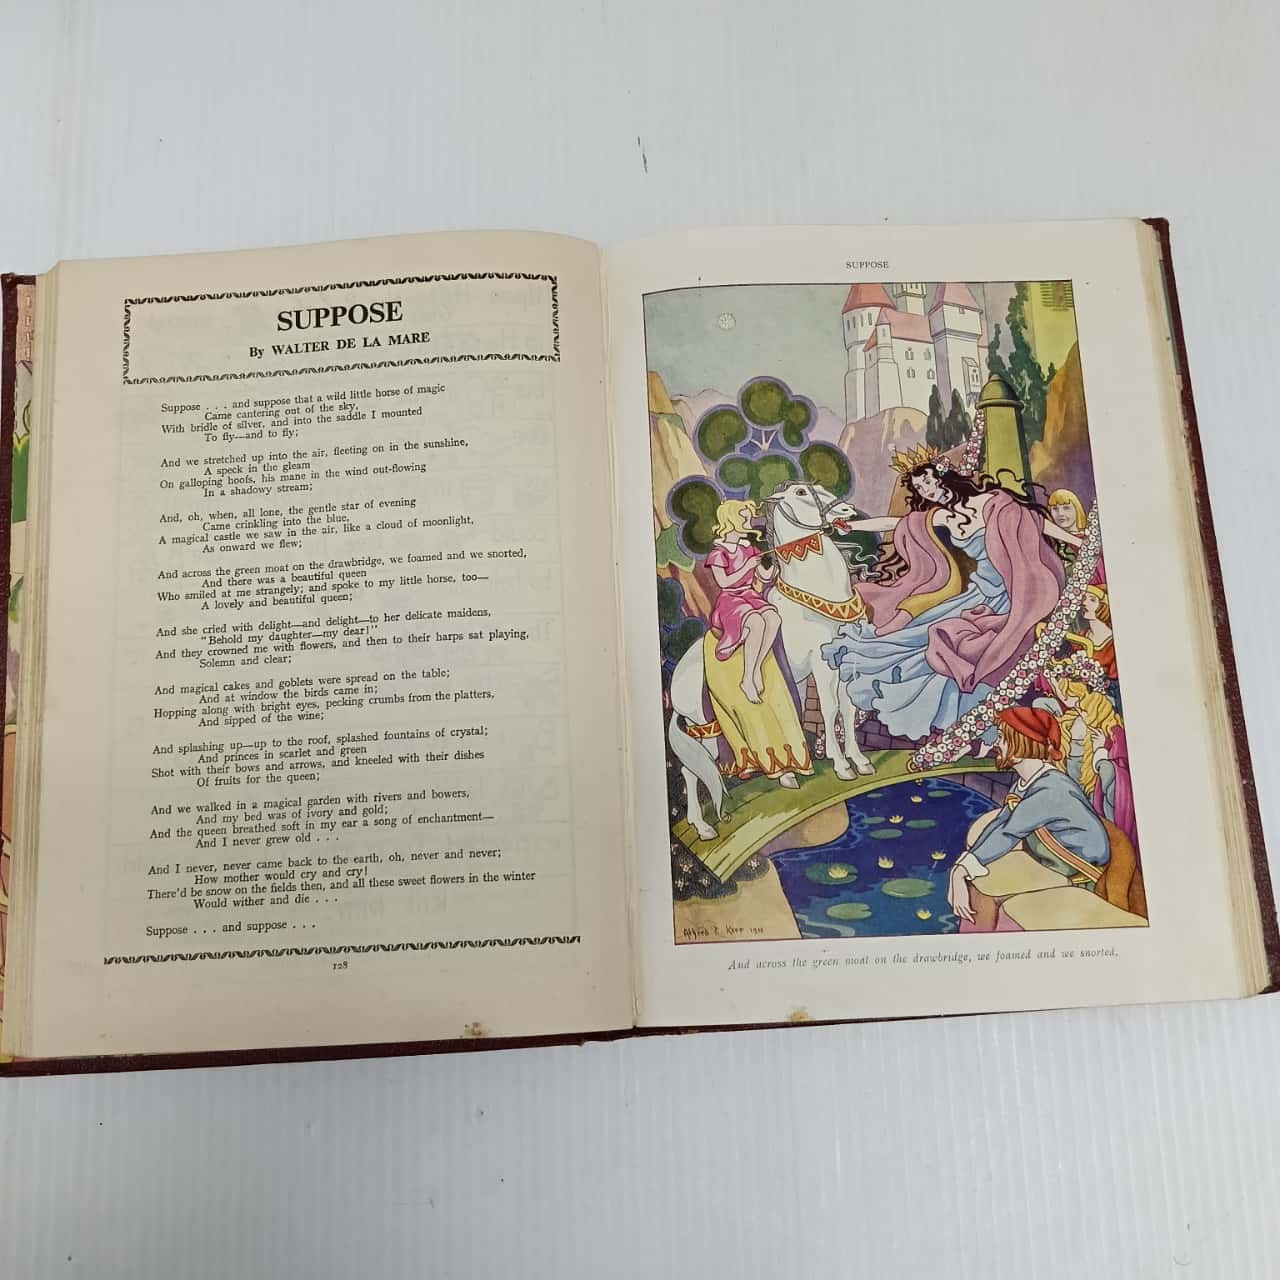 SUPPOSE
By WALTER DE LA MARE
Suppose . . . and suppose that a wild little horse of magic
Came cantering out of the sky,
With bridle of silver, and into the saddle I mounted
To fly—and to fly;
And we stretched up into the air, fleeting on in the sunshine,
A speck in the gleam
On galloping hoofs, his mane in the wind out-flowing
In a shadowy stream;
And, oh, when, all lone, the gentle star of evening
Came crinkling into the blue,
A magical castle we saw in the air, like a cloud of moonlight,
As onward we flew;
And across the green moat on the drawbridge, we foamed and we snorted,
And there was a beautiful queen
Who smiled at me strangely; and spoke to my little horse, too—
A lovely and beautiful queen;
And she cried with delight—and delight—to her delicate maidens,
"Behold my daughter—my dear!"
And they crowned me with flowers, and then to their harps sat playing,
Solemn and clear;
And magical cakes and goblets were spread on the table;
And at window the birds came in;
Hopping along with bright eyes, pecking crumbs from the platters,
And sipped of the wine;
And splashing up—up to the roof, splashed fountains of crystal;
And princes in scarlet and green
Shot with their bows and arrows, and kneeled with their dishes
Of fruits for the queen;
And we walked in a magical garden with rivers and bowers,
And my bed was of ivory and gold;
And the queen breathed soft in my ear a song of enchantment—
And I never grew old . . .
And I never, never came back to the earth, oh, never and never;
How mother would cry and cry!
There'd be snow on the fields then, and all these sweet flowers in the winter
Would wither and die . . .
Suppose . . . and suppose . . .
128
SUPPOSE
Alfred E. Kerr
And across the green moat on the drawbridge, we foamed and we snorted,